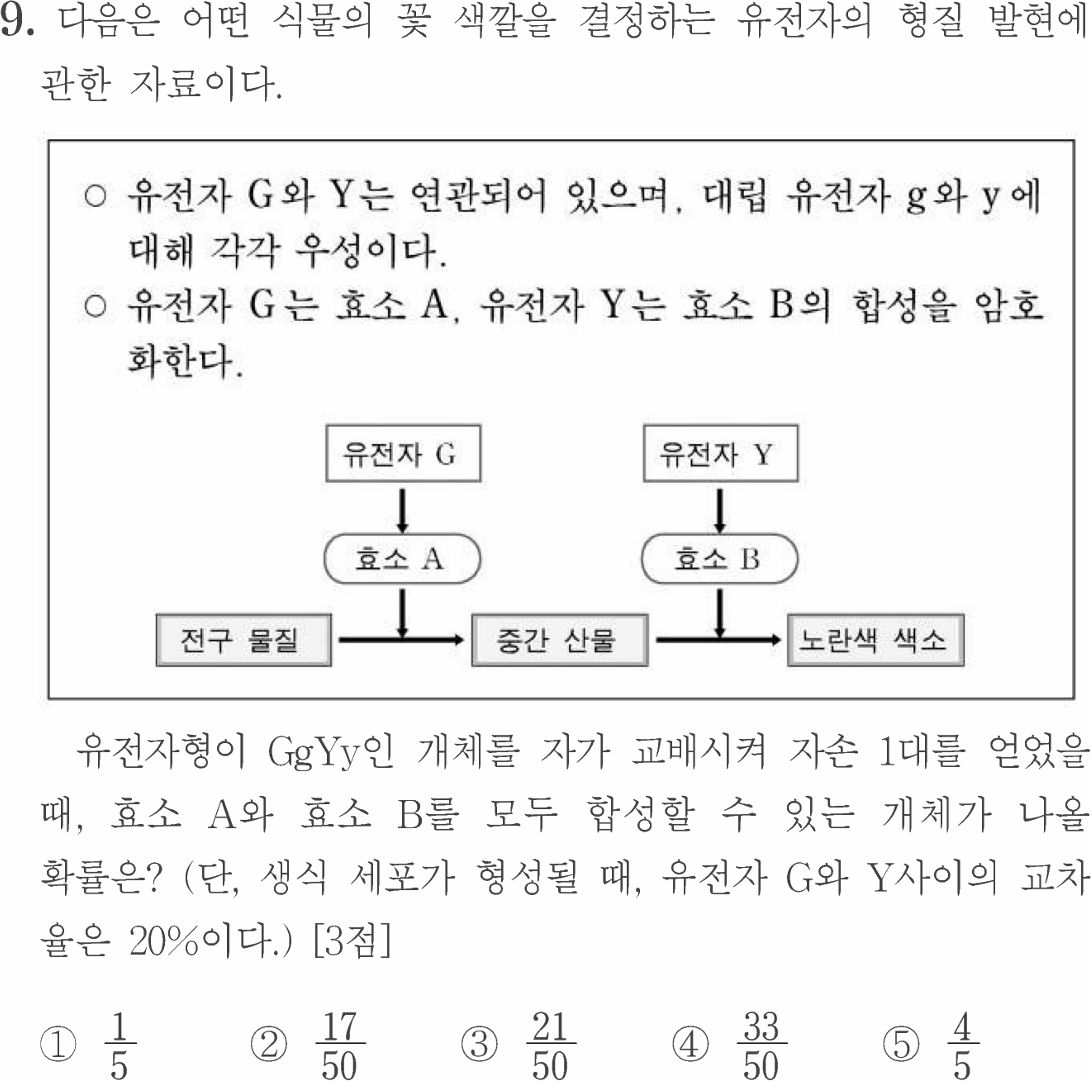 9. 다음은 어떤 식물의 꽃 색깔을 결정하는 유전자의 형질 발현에
관한 자료이다.
○ 유전자 G와 Y는 연관되어 있으며, 대립 유전자 g와 y에
대해 각각 우성이다.
○ 유전자 G는 효소 A, 유전자 Y는 효소 B의 합성을 암호
화한다.
유전자 G 유전자 Y
효소 A 효소 B
전구 물질 중간 산물 노란색 색소
유전자형이 GgYy인 개체를 자가 교배시켜 자손 1대를 얻었을
때, 효소 A와 효소 B를 모두 합성할 수 있는 개체가 나올
확률은? (단, 생식 세포가 형성될 때, 유전자 G와 Y사이의 교차
율은 20%이다.) [3점]
① 1/5 ② 17/50 ③ 21/50 ④ 33/50 ⑤ 4/5